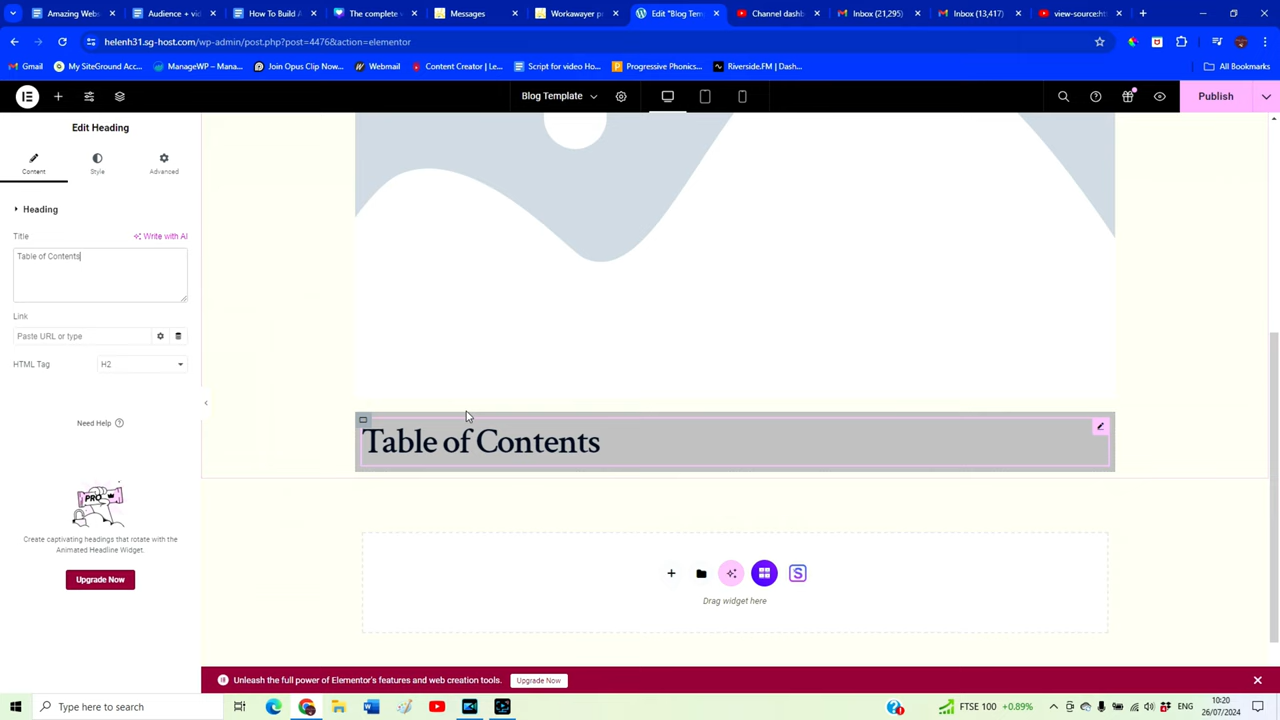 Amazing Webs
Audience + vid
How To Build A
The complete v
Messages
Workawayer pr
Edit "Blog Temp
Channel dashb
Inbox (21,295)
Inbox (13,417)
view-source:ht
helenh31.sg-host.com/wp-admin/post.php?post=4476&action=elementor
Gmail
My SiteGround Acc...
ManageWP – Mana...
Join Opus Clip Now...
Webmail
Content Creator | Le...
Script for video Ho...
Progressive Phonics...
Riverside.FM | Dash...
All Bookmarks
Blog Template
Publish
Edit Heading
Content
Style
Advanced
Heading
Title
Write with AI
Table of Contents
Link
Paste URL or type
HTML Tag
H2
Need Help
PRO
Create captivating headings that rotate with the
Animated Headline Widget.
Upgrade Now
Table of Contents
Drag widget here
Unleash the full power of Elementor's features and web creation tools.
Upgrade Now
Type here to search
FTSE 100 +0.89%
ENG
10:20
26/07/2024